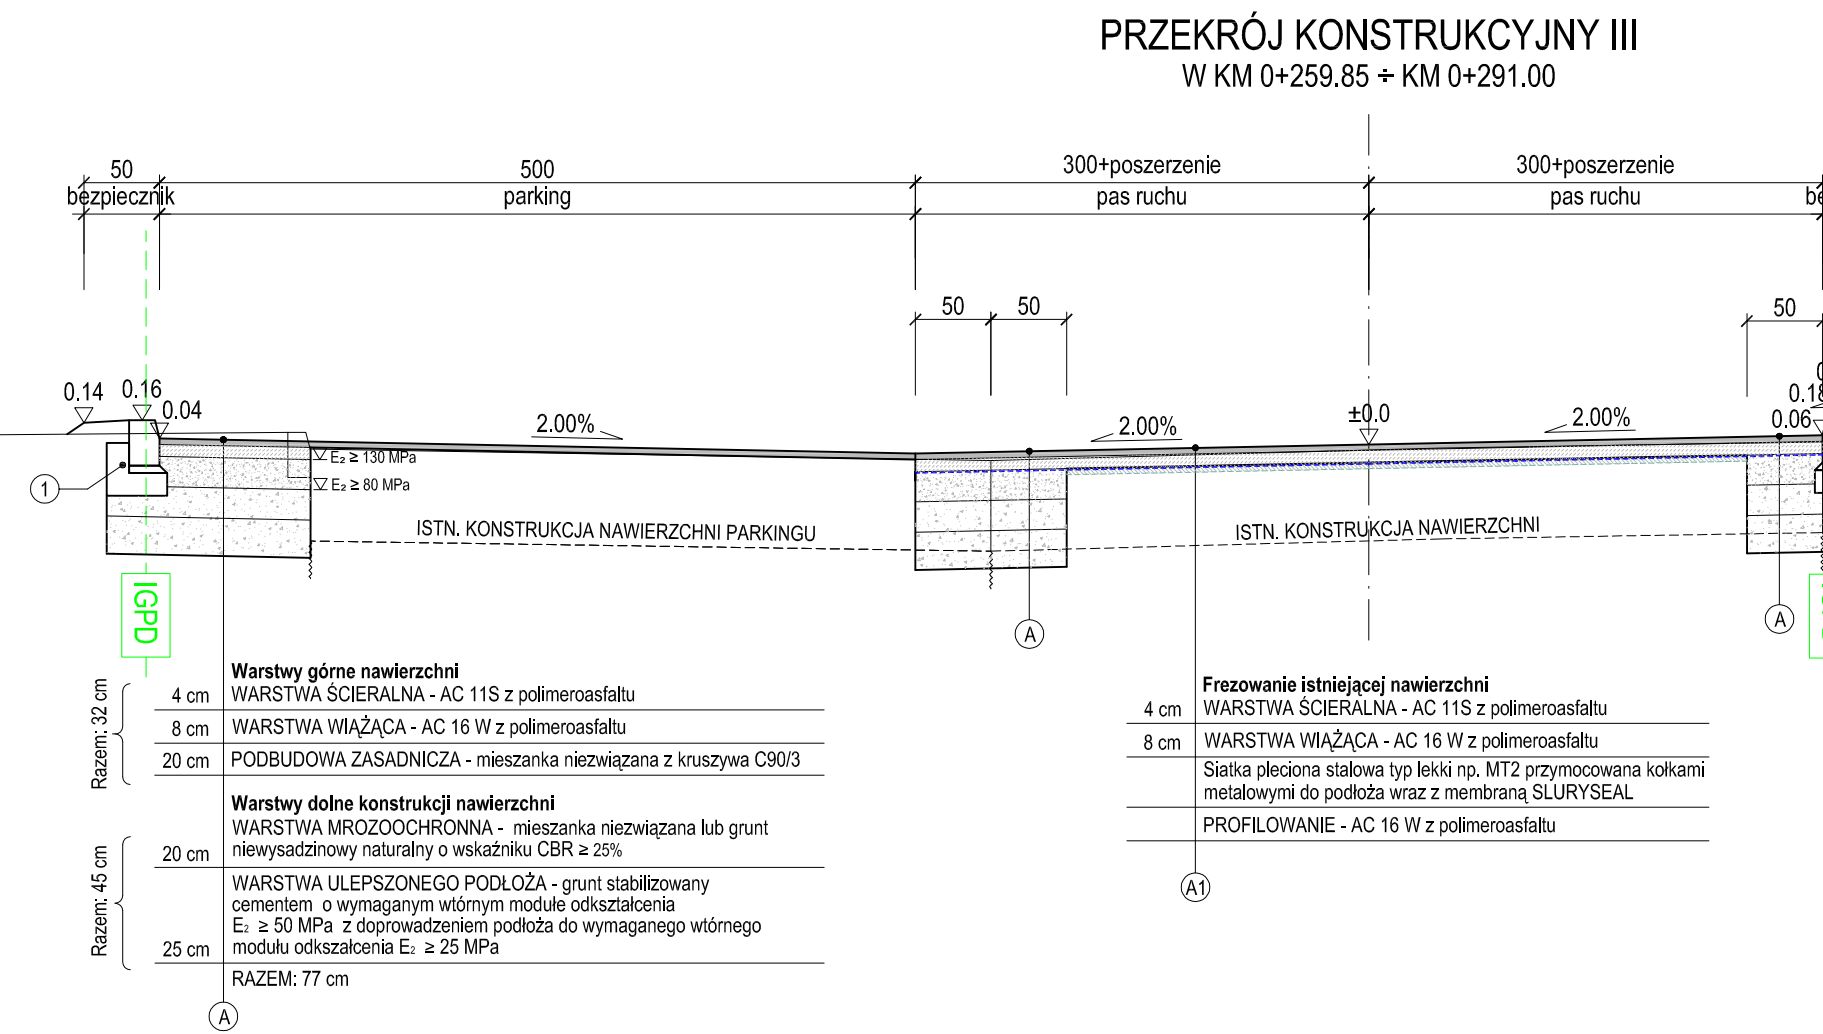 PRZEKRÓJ KONSTRUKCYJNY III
W KM 0+259.85 ÷ KM 0+291.00
50
500
300+poszerzenie
300+poszerzenie
bezpiecznik
parking
pas ruchu
pas ruchu
be
50
50
50
0.14
0.16
0.04
2.00%
2.00%
±0.0
2.00%
0.18
0.06
E₂ ≥ 130 MPa
E₂ ≥ 80 MPa
1
ISTN. KONSTRUKCJA NAWIERZCHNI PARKINGU
ISTN. KONSTRUKCJA NAWIERZCHNI
IGPD
A
A
Razem: 32 cm
Warstwy górne nawierzchni
4 cm WARSTWA ŚCIERALNA - AC 11S z polimeroasfaltu
8 cm WARSTWA WIĄŻĄCA - AC 16 W z polimeroasfaltu
20 cm PODBUDOWA ZASADNICZA - mieszanka niezwiązana z kruszywa C90/3
Razem: 45 cm
Warstwy dolne konstrukcji nawierzchni
WARSTWA MROZOOCHRONNA - mieszanka niezwiązana lub grunt
20 cm niewysadzinowy naturalny o wskaźniku CBR ≥ 25%
WARSTWA ULEPSZONEGO PODŁOŻA - grunt stabilizowany
cementem o wymaganym wtórnym module odkształcenia
E₂ ≥ 50 MPa z doprowadzeniem podłoża do wymaganego wtórnego
25 cm modułu odkszałcenia E₂ ≥ 25 MPa
RAZEM: 77 cm
A
Frezowanie istniejącej nawierzchni
4 cm WARSTWA ŚCIERALNA - AC 11S z polimeroasfaltu
8 cm WARSTWA WIĄŻĄCA - AC 16 W z polimeroasfaltu
Siatka pleciona stalowa typ lekki np. MT2 przymocowana kołkami
metalowymi do podłoża wraz z membraną SLURYSEAL
PROFILOWANIE - AC 16 W z polimeroasfaltu
A1